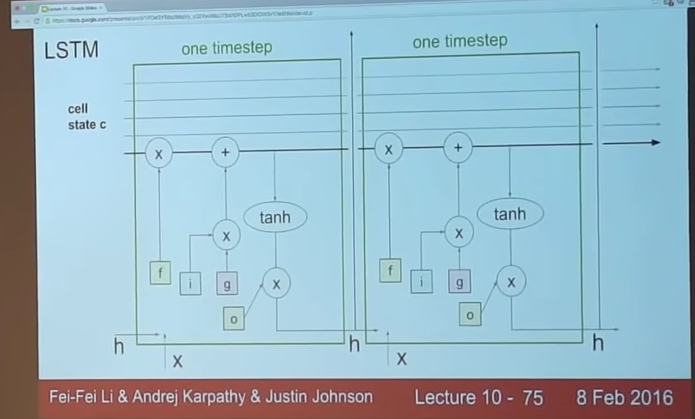 LSTM
one timestep
one timestep
cell
state c
x
+
x
+
tanh
tanh
x
x
f
i
g
x
f
i
g
x
o
o
h
x
h
x
h
Fei-Fei Li & Andrej Karpathy & Justin Johnson
Lecture 10 - 75
8 Feb 2016